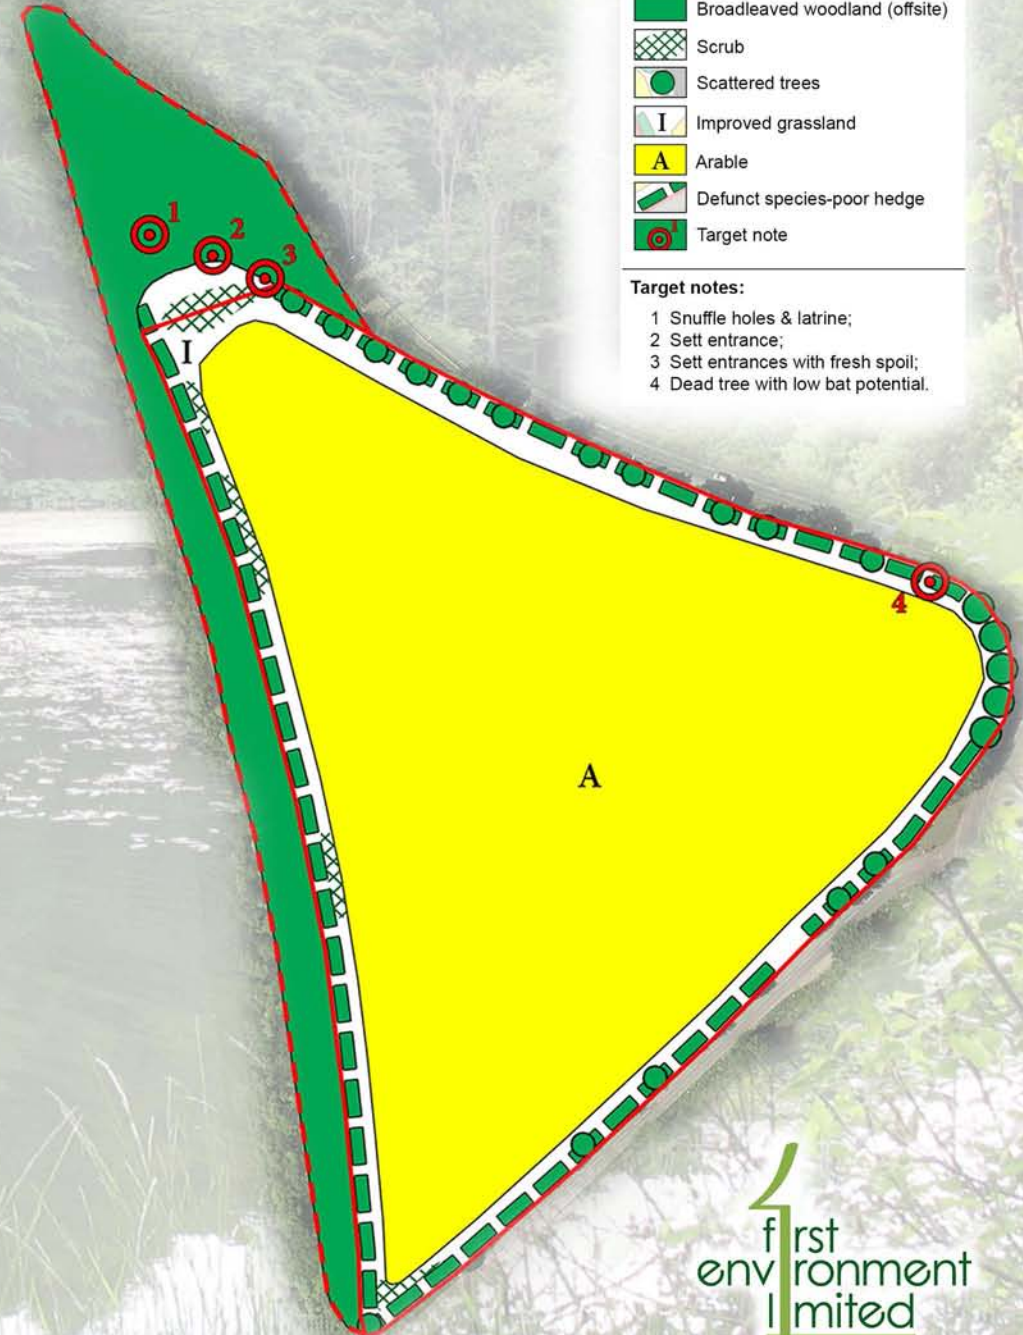 Broadleaved woodland (offsite)
Scrub
Scattered trees
I Improved grassland
A Arable
Defunct species-poor hedge
1 Target note
Target notes:
1 Snuffle holes & latrine;
2 Sett entrance;
3 Sett entrances with fresh spoil;
4 Dead tree with low bat potential.
1
2
3
I
4
A
first
environment
limited